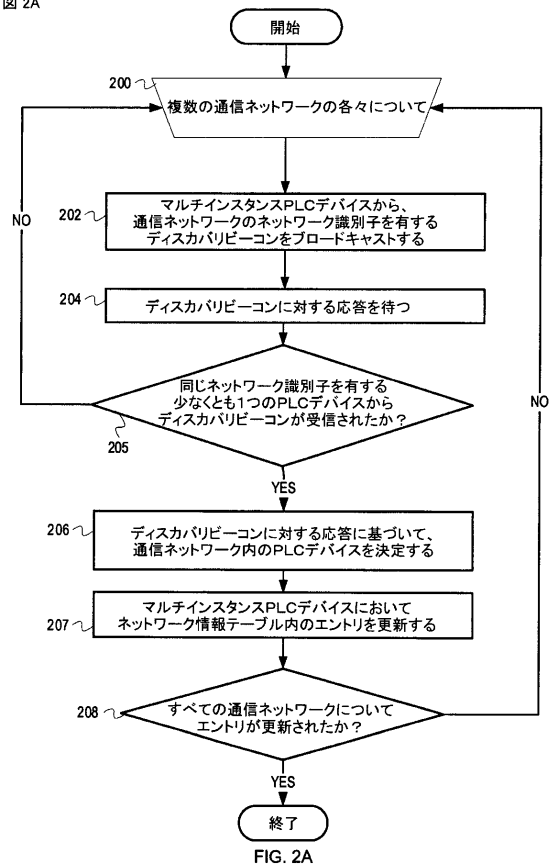 図 2A
開始
200
複数の通信ネットワークの各々について
202
マルチインスタンスPLCデバイスから、
通信ネットワークのネットワーク識別子を有する
ディスカバリビーコンをブロードキャストする
NO
204
ディスカバリビーコンに対する応答を待つ
同じネットワーク識別子を有する
少なくとも1つのPLCデバイスから
ディスカバリビーコンが受信されたか?
NO
205
YES
206
ディスカバリビーコンに対する応答に基づいて、
通信ネットワーク内のPLCデバイスを決定する
207
マルチインスタンスPLCデバイスにおいて
ネットワーク情報テーブル内のエントリを更新する
208
すべての通信ネットワークについて
エントリが更新されたか?
YES
終了
FIG. 2A